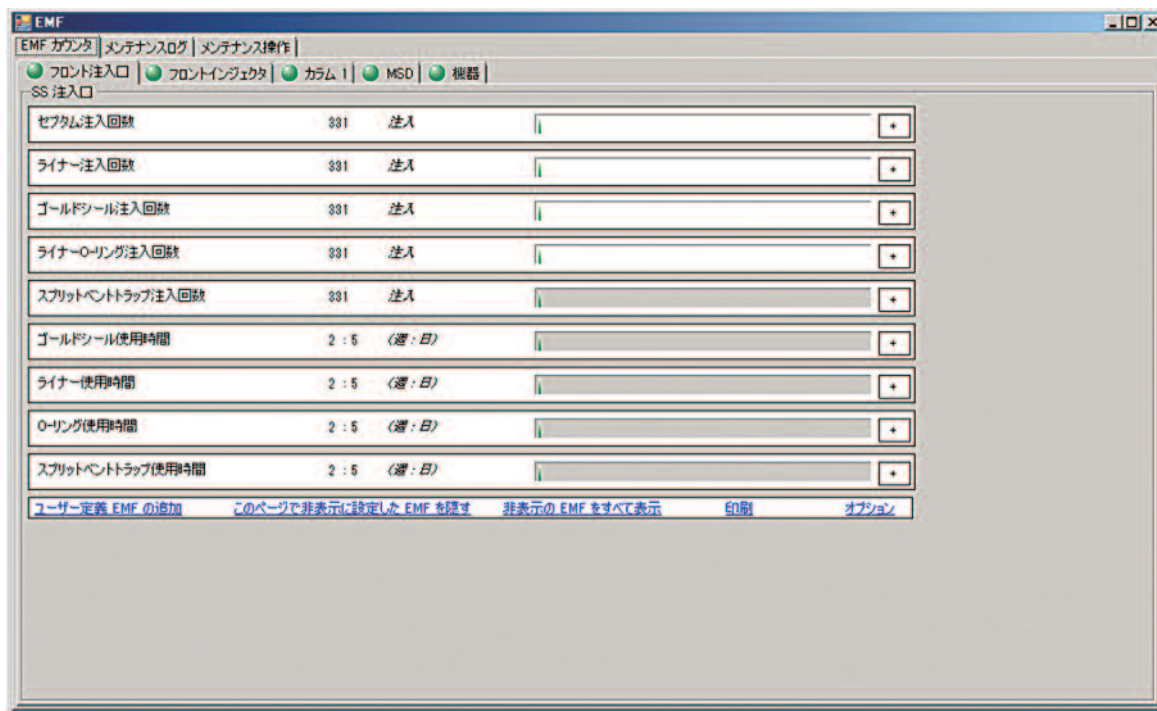 EMF
EMF カウンタ メンテナンスログ メンテナンス操作
フロント注入口 フロントインジェクタ カラム 1 MSD 機器
SS 注入口
セプタム注入回数 331 注入 +
ライナー注入回数 331 注入 +
ゴールドシール注入回数 331 注入 +
ライナーO-リング注入回数 331 注入 +
スプリットベントトラップ注入回数 331 注入 +
ゴールドシール使用時間 2 : 5 (週 : 日) +
ライナー使用時間 2 : 5 (週 : 日) +
O-リング使用時間 2 : 5 (週 : 日) +
スプリットベントトラップ使用時間 2 : 5 (週 : 日) +
ユーザー定義 EMF の追加 このページで非表示に設定した EMF を隠す 非表示の EMF をすべて表示 印刷 オプション